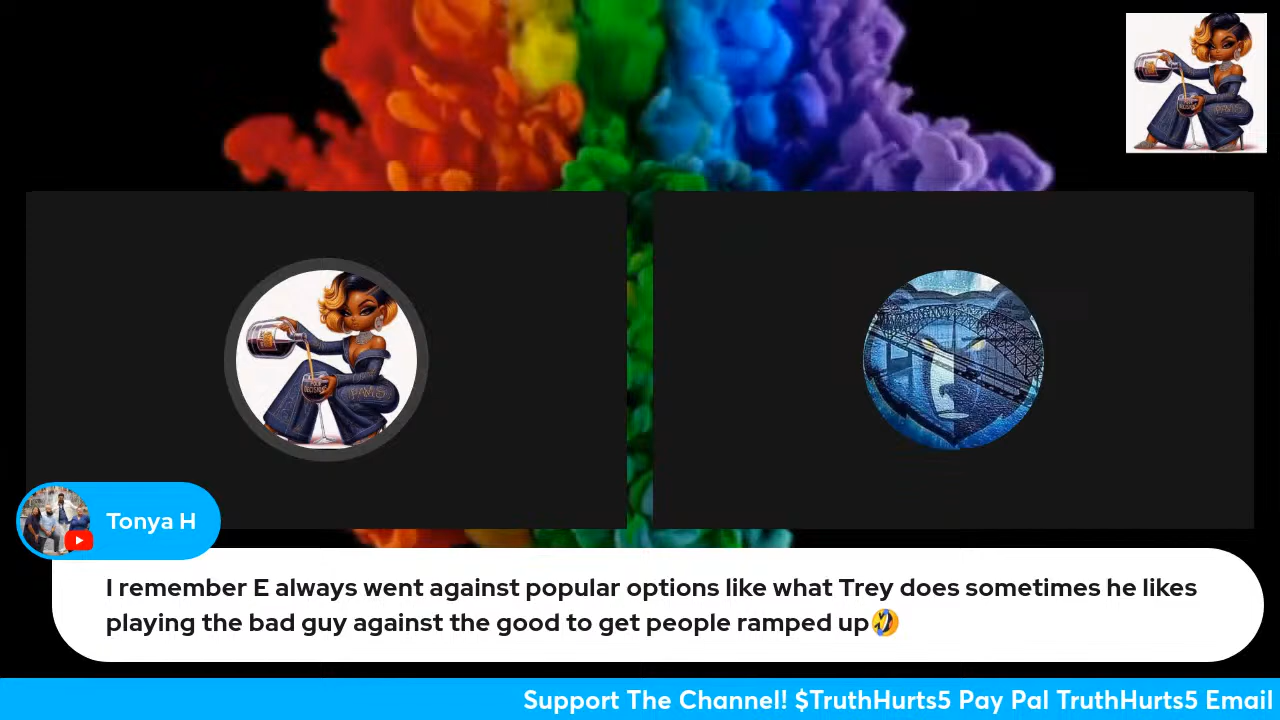 Tonya H
I remember E always went against popular options like what Trey does sometimes he likes
playing the bad guy against the good to get people ramped up🤣
Support The Channel! $TruthHurts5 Pay Pal TruthHurts5 Email